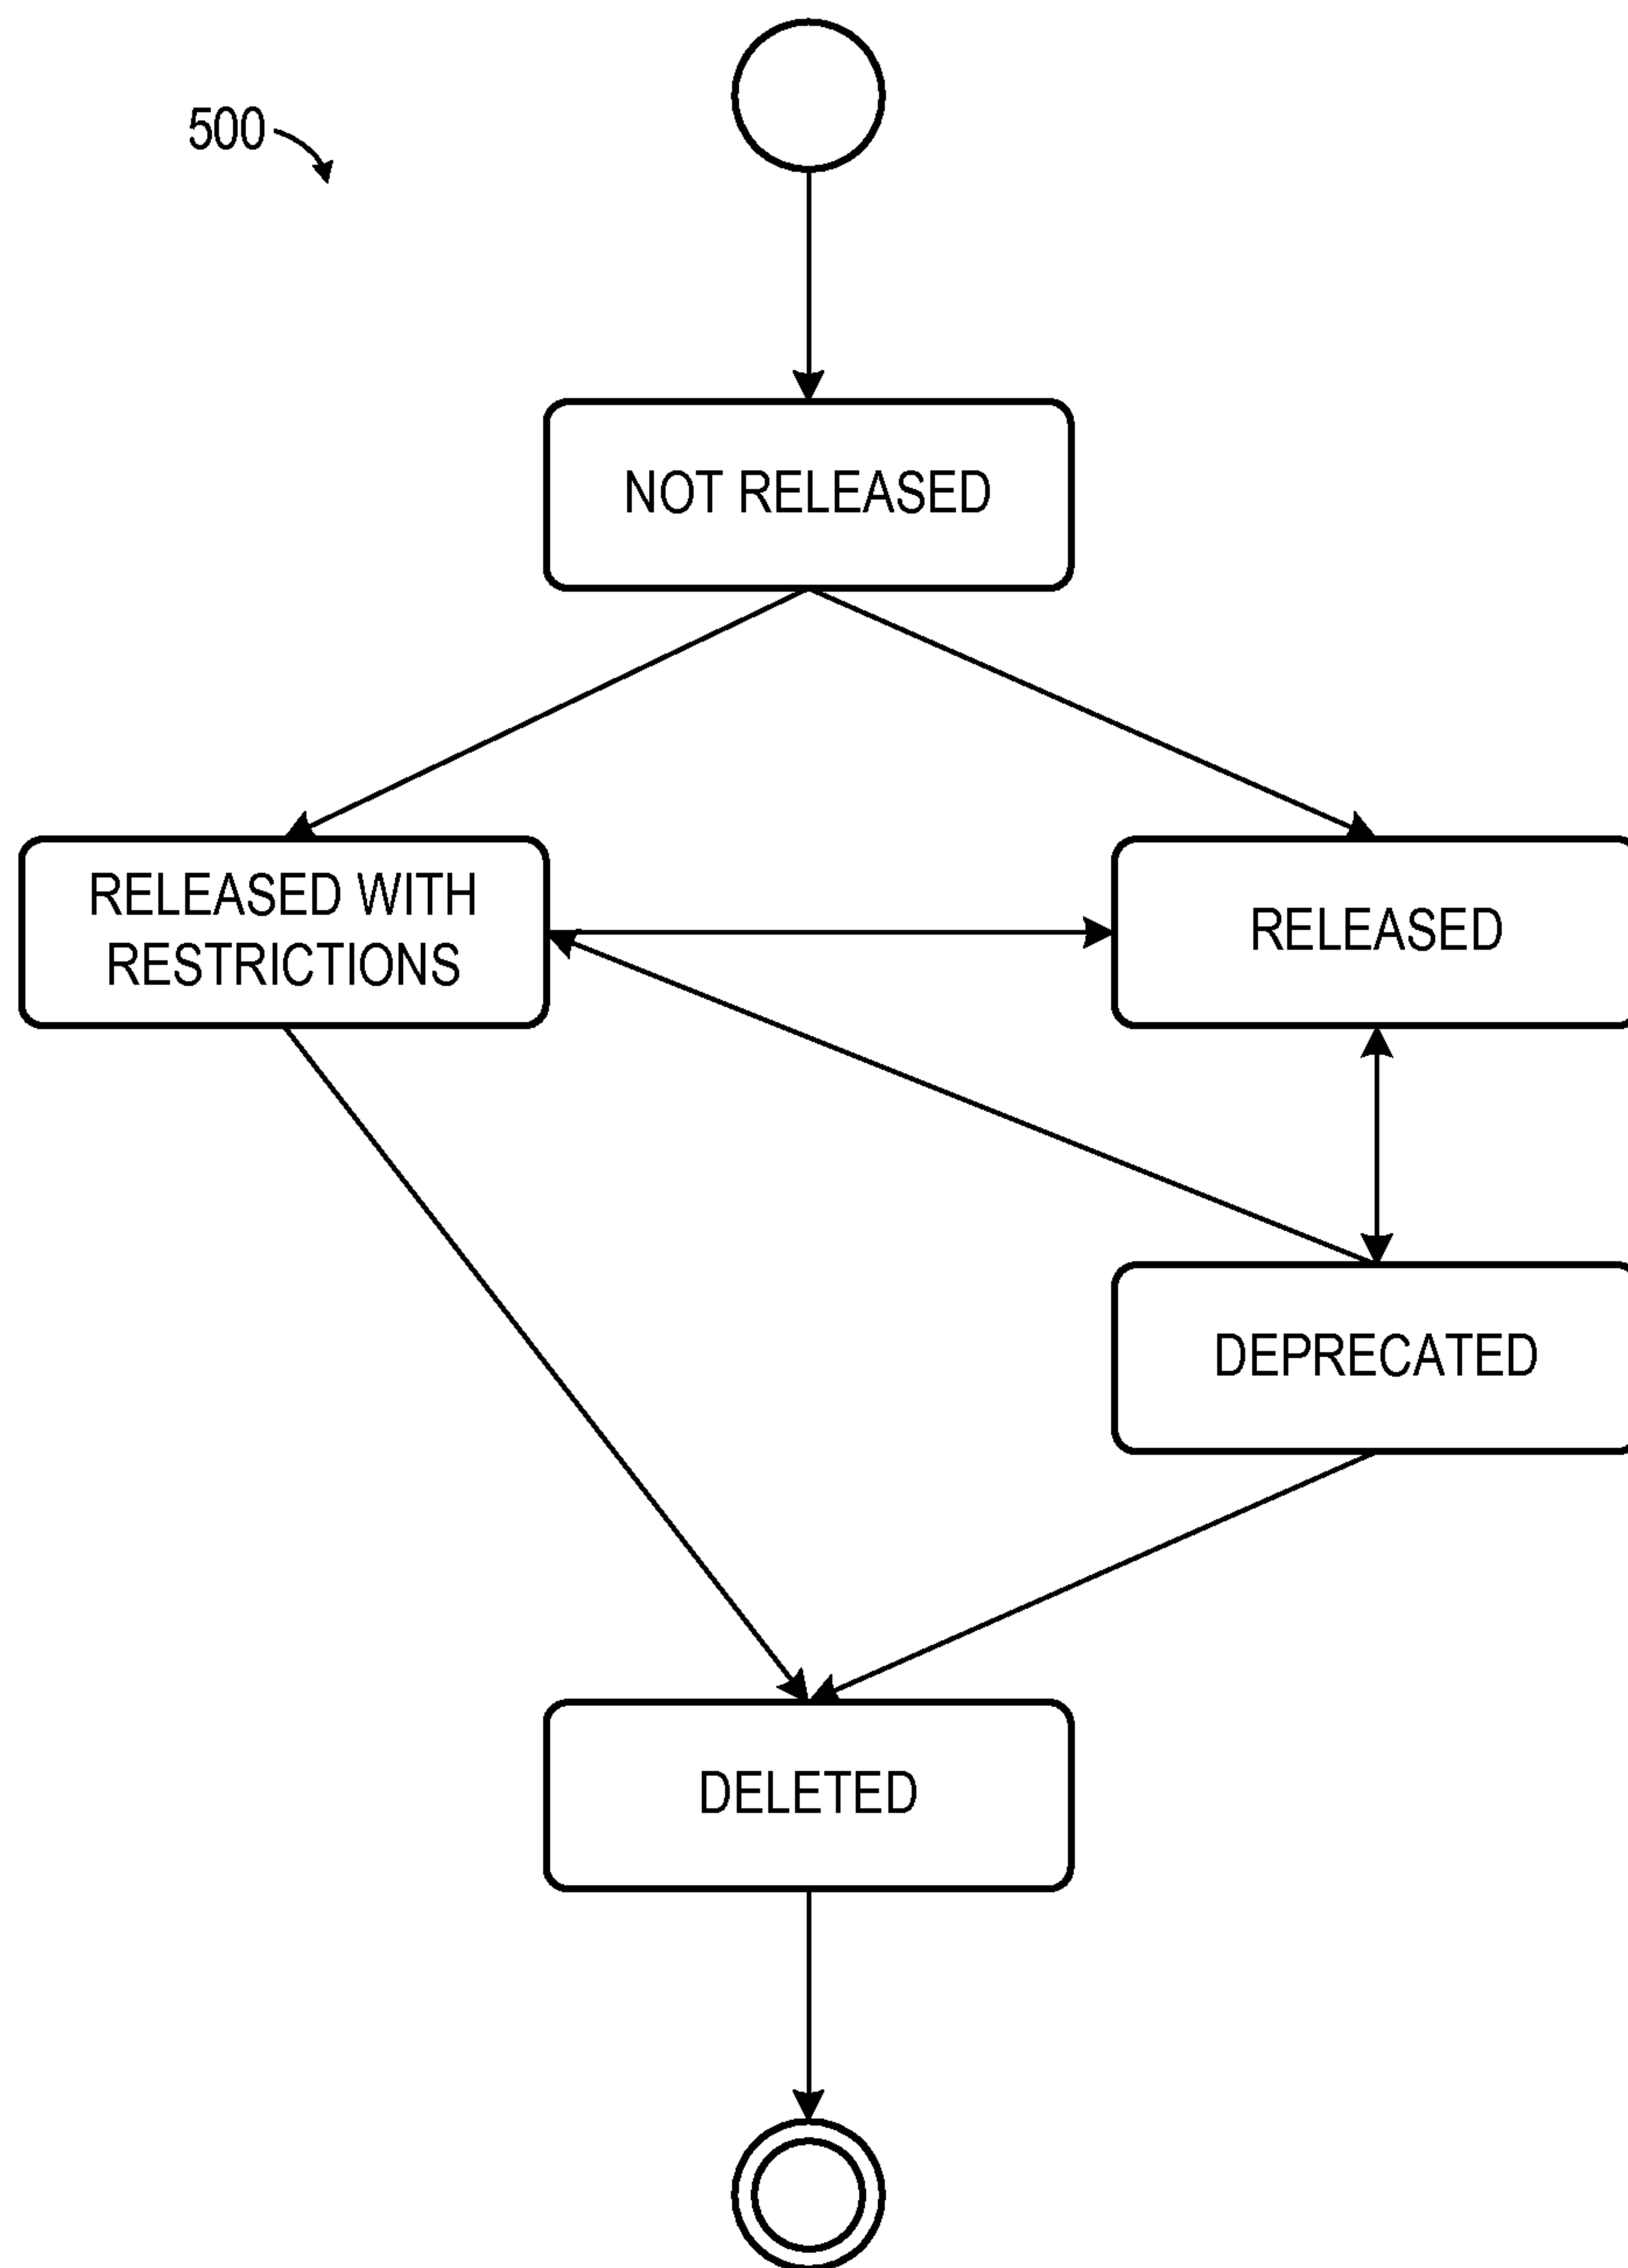 500
NOT RELEASED
RELEASED WITH
RESTRICTIONS
RELEASED
DEPRECATED
DELETED